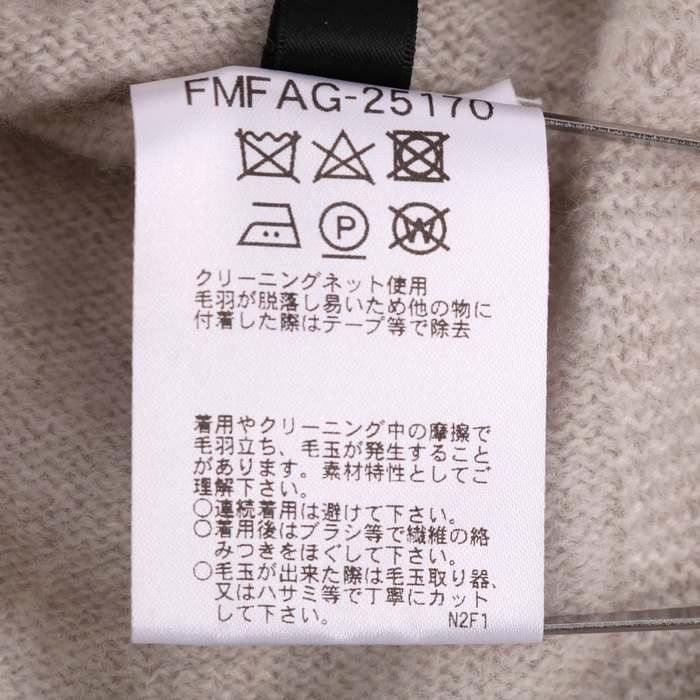 FMFAG-25170
P
W
クリーニングネット使用
毛羽が脱落し易いため他の物に
付着した際はテープ等で除去
着用やクリーニング中の摩擦で
毛羽立ち、毛玉が発生すること
があります。素材特性としてご
理解下さい。
○連続着用は避けて下さい。
○着用後はブラシ等で繊維の絡
みつきをほぐして下さい。
○毛玉が出来た際は毛玉取り器、
又はハサミ等で丁寧にカット
して下さい。
N2F1